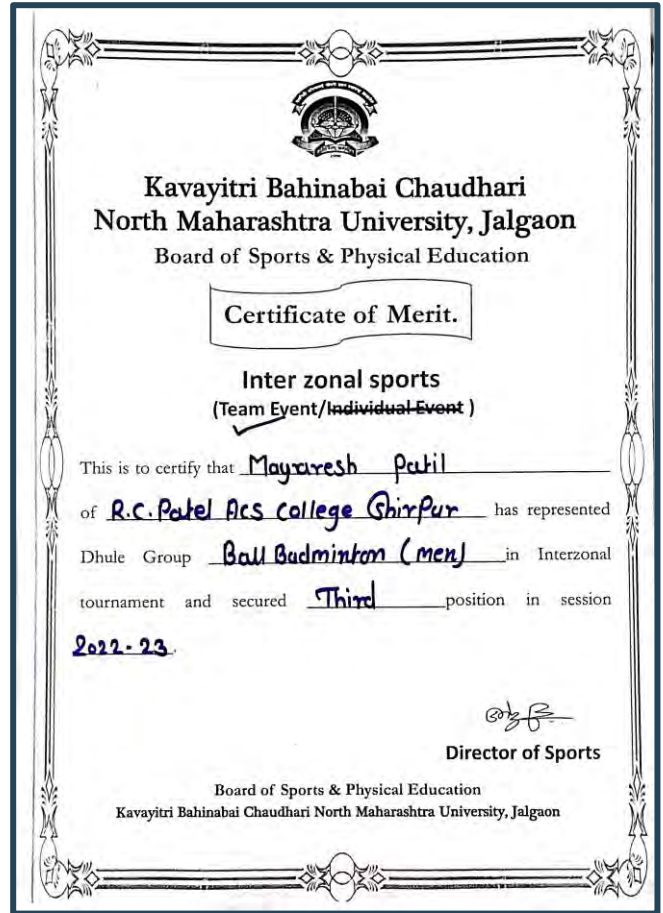 Kavayitri Bahinabai Chaudhari
North Maharashtra University, Jalgaon
Board of Sports & Physical Education
Certificate of Merit.
Inter zonal sports
(Team Event/Individual Event )
This is to certify that Mayuresh Patil
of R.C. Patel ACS College Shirpur has represented
Dhule Group Ball Badminton (men) in Interzonal
tournament and secured Third position in session
2022-23.
Director of Sports
Board of Sports & Physical Education
Kavayitri Bahinabai Chaudhari North Maharashtra University, Jalgaon